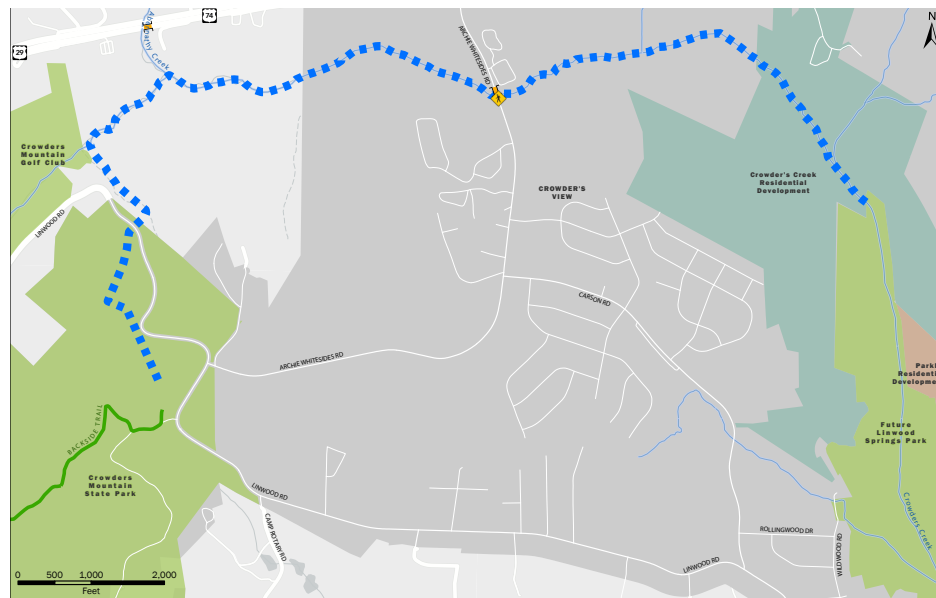 74
29
N
Abernathy Creek
ARCHIE WHITESIDES RD
Crowders
Mountain
Golf Club
LINWOOD RD
CROWDER'S
VIEW
Crowder's Creek
Residential
Development
CARSON RD
ARCHIE WHITESIDES RD
Future
Linwood
Springs Park
BACKSIDE TRAIL
Crowders
Mountain
State Park
LINWOOD RD
CAMP ROTARY RD
Crowders Creek
ROLLINGWOOD DR
WILDWOOD RD
LINWOOD RD
0 500 1,000 2,000
Feet